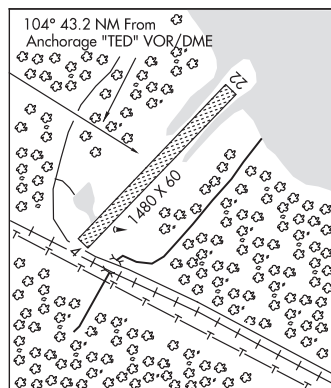 104° 43.2 NM From
Anchorage "TED" VOR/DME
22
1480 X 60
4